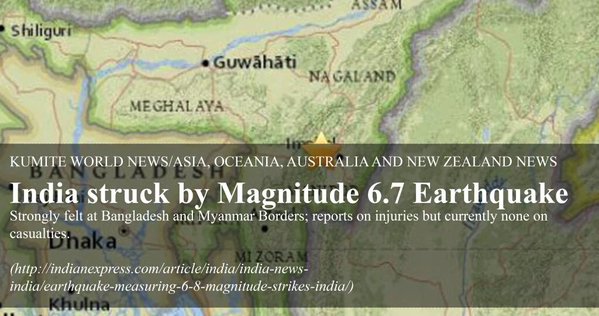 ASSAM
Shiliguri
Guwāhāti
NAGALAND
MEGHALAYA
KUMITE WORLD NEWS/ASIA, OCEANIA, AUSTRALIA AND NEW ZEALAND NEWS
BANGLADESH
India struck by Magnitude 6.7 Earthquake
Strongly felt at Bangladesh and Myanmar Borders; reports on injuries but currently none on
casualtics.
Dhaka
MIZORAM
(http://indianexpress.com/article/india/india-news-
india/earthquake-measuring-6-8-magnitude-strikes-india/)
Khulna